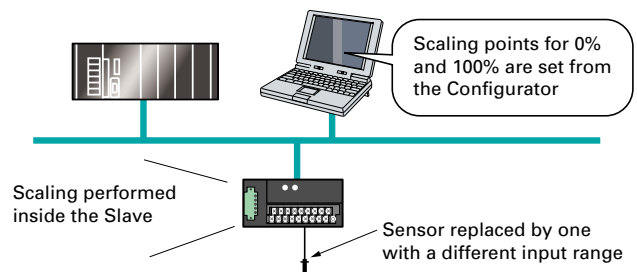 Scaling points for 0%
and 100% are set from
the Configurator
Scaling performed
inside the Slave
Sensor replaced by one
with a different input range